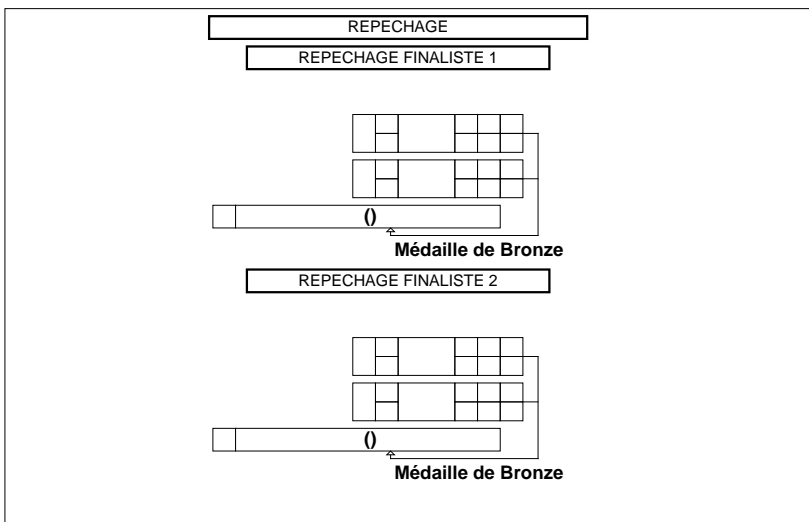 REPECHAGE
REPECHAGE FINALISTE 1
()
Médaille de Bronze
REPECHAGE FINALISTE 2
()
Médaille de Bronze